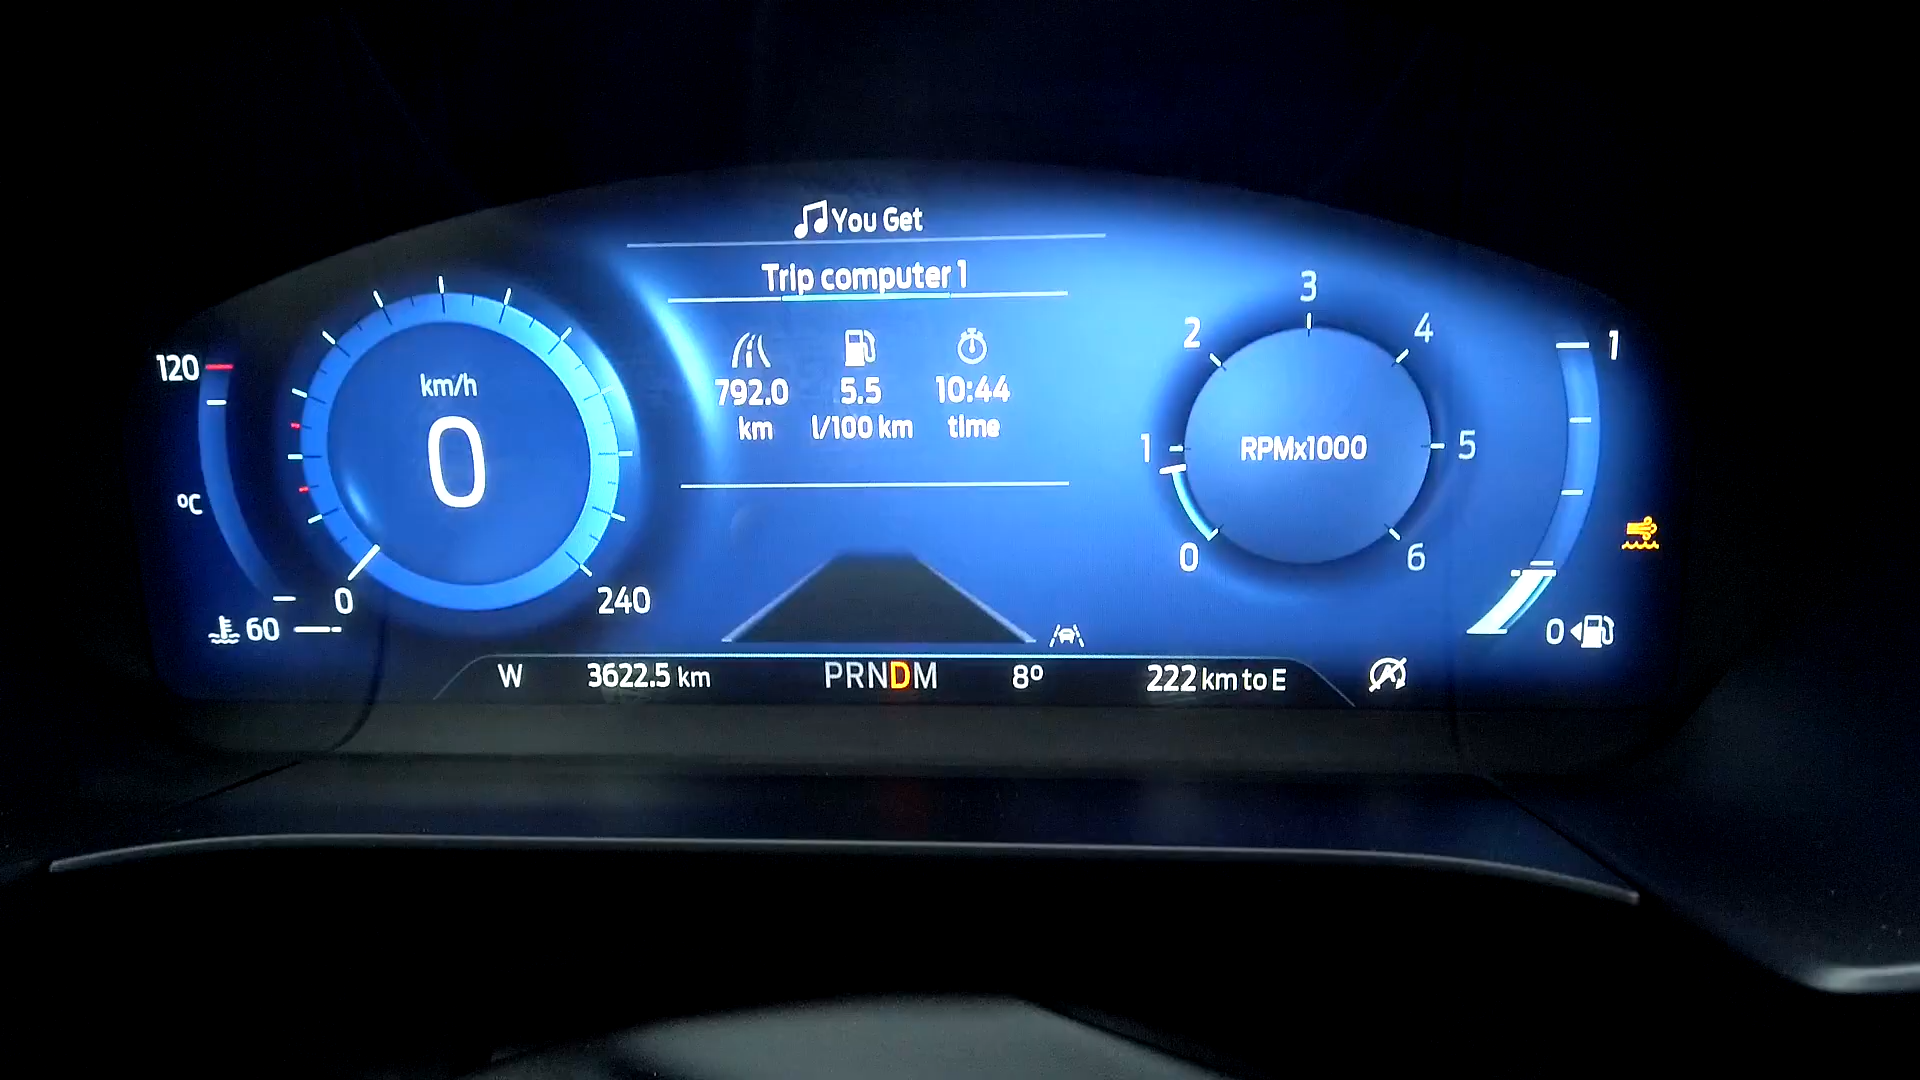 You Get
Trip computer 1
792.0 5.5 10:44
km l/100 km time
120
°C
60
km/h
0
0
240
0
1
2
3
4
5
6
RPMx1000
1
0
W 3622.5 km PRNDM 8° 222 km to E